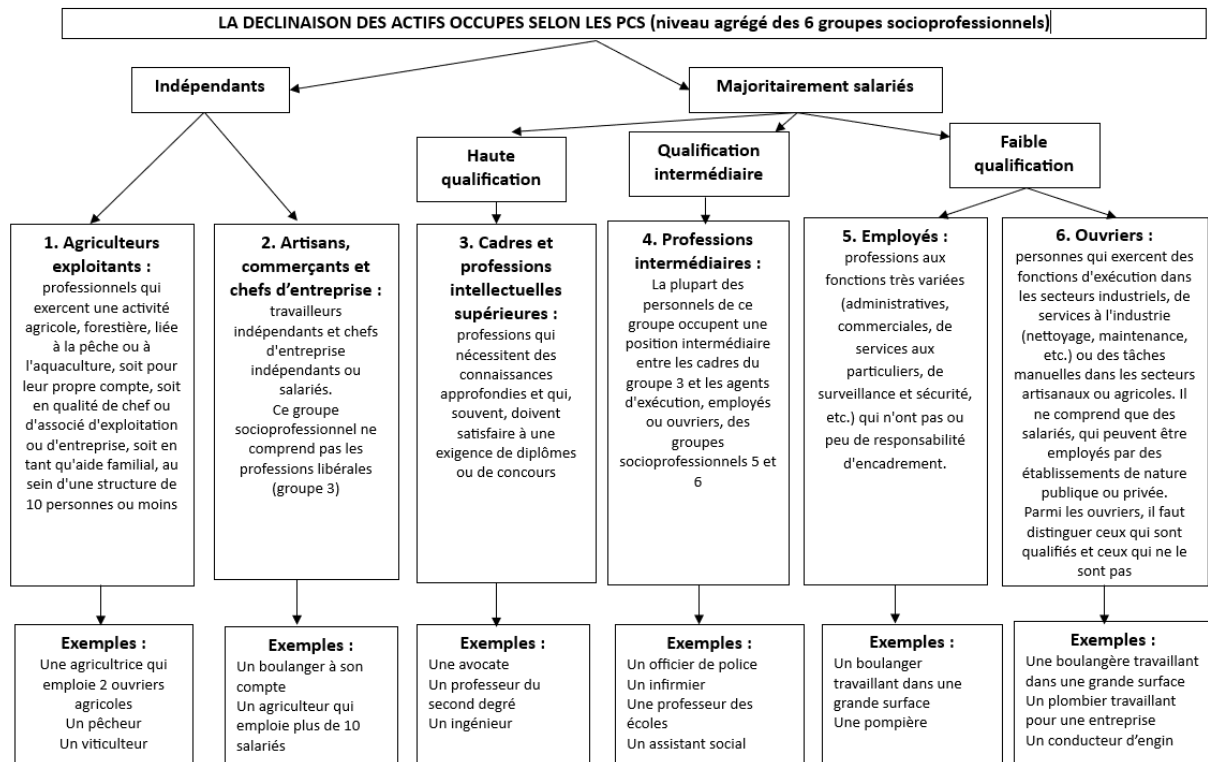 LA DECLINAISON DES ACTIFS OCCUPES SELON LES PCS (niveau agrégé des 6 groupes socioprofessionnels)
Indépendants
Majoritairement salariés
Haute
qualification
Qualification
intermédiaire
Faible
qualification
1. Agriculteurs
exploitants :
professionnels qui
exercent une activité
agricole, forestière, liée
à la pêche ou à
l'aquaculture, soit pour
leur propre compte, soit
en qualité de chef ou
d'associé d'exploitation
ou d'entreprise, soit en
tant qu'aide familial, au
sein d'une structure de
10 personnes ou moins
2. Artisans,
commerçants et
chefs d'entreprise :
travailleurs
indépendants et chefs
d'entreprise
indépendants ou
salariés.
Ce groupe
socioprofessionnel ne
comprend pas les
professions libérales
(groupe 3)
3. Cadres et
professions
intellectuelles
supérieures :
professions qui
nécessitent des
connaissances
approfondies et qui,
souvent, doivent
satisfaire à une
exigence de diplômes
ou de concours
4. Professions
intermédiaires :
La plupart des
personnels de ce
groupe occupent une
position intermédiaire
entre les cadres du
groupe 3 et les agents
d'exécution, employés
ou ouvriers, des
groupes
socioprofessionnels 5 et
6
5. Employés :
professions aux
fonctions très variées
(administratives,
commerciales, de
services aux
particuliers, de
surveillance et sécurité,
etc.) qui n'ont pas ou
peu de responsabilité
d'encadrement.
6. Ouvriers :
personnes qui exercent des
fonctions d'exécution dans
les secteurs industriels, de
services à l'industrie
(nettoyage, maintenance,
etc.) ou des tâches
manuelles dans les secteurs
artisanaux ou agricoles. Il
ne comprend que des
salariés, qui peuvent être
employés par des
établissements de nature
publique ou privée.
Parmi les ouvriers, il faut
distinguer ceux qui sont
qualifiés et ceux qui ne le
sont pas
Exemples :
Une agricultrice qui
emploie 2 ouvriers
agricoles
Un pêcheur
Un viticulteur
Exemples :
Un boulanger à son
compte
Un agriculteur qui
emploie plus de 10
salariés
Exemples :
Une avocate
Un professeur du
second degré
Un ingénieur
Exemples :
Un officier de police
Un infirmier
Une professeur des
écoles
Un assistant social
Exemples :
Un boulanger
travaillant dans une
grande surface
Une pompière
Exemples :
Une boulangère travaillant
dans une grande surface
Un plombier travaillant
pour une entreprise
Un conducteur d'engin